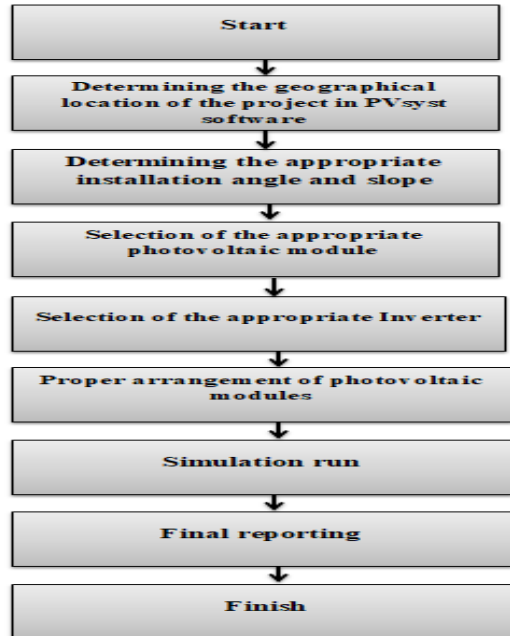 Start
Determining the geographical
location of the project in PVsyst
software
Determining the appropriate
installation angle and slope
Selection of the appropriate
photovoltaic module
Selection of the appropriate Inverter
Proper arrangement of photovoltaic
modules
Simulation run
Final reporting
Finish